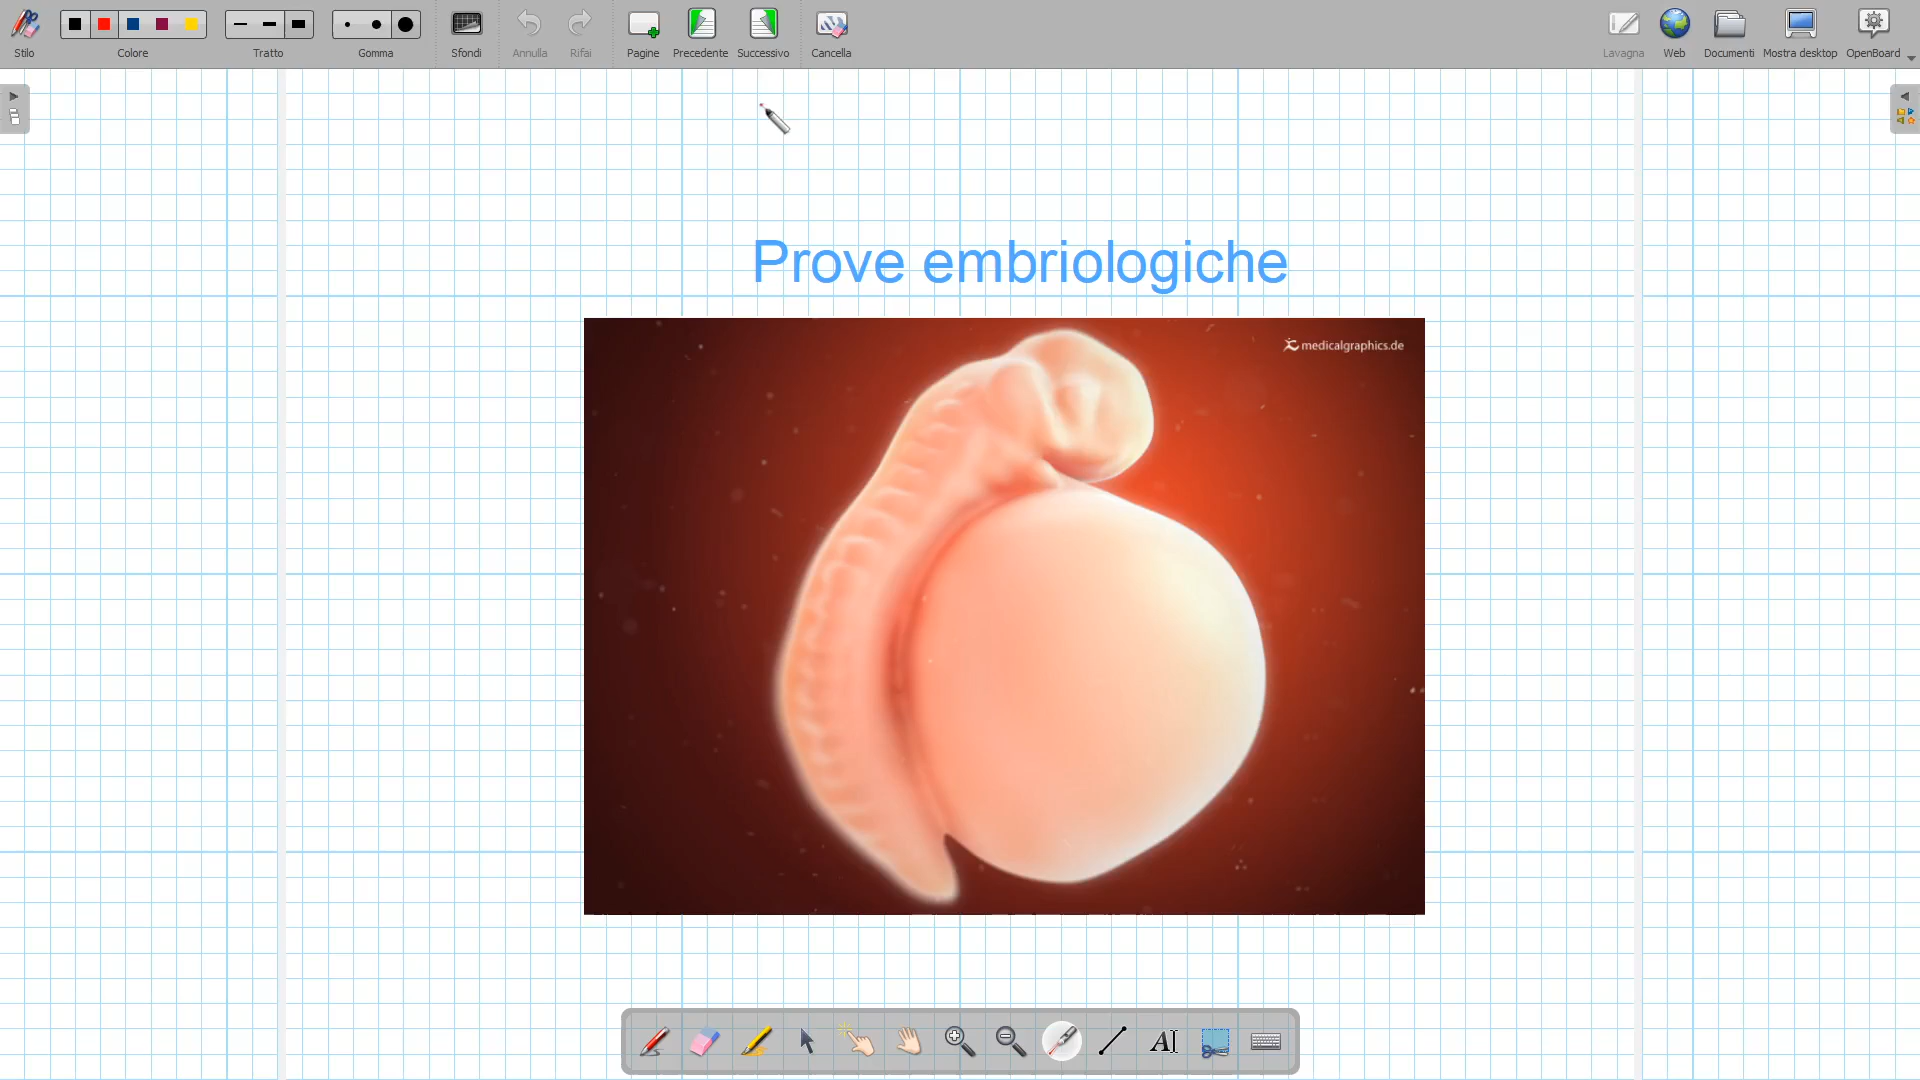 Stilo
Colore
Tratto
Gomma
Sfondi
Annulla
Rifai
Pagine
Precedente
Successivo
Cancella
Lavagna
Web
Documenti
Mostra desktop
OpenBoard
Prove embriologiche
medicalgraphics.de
AI